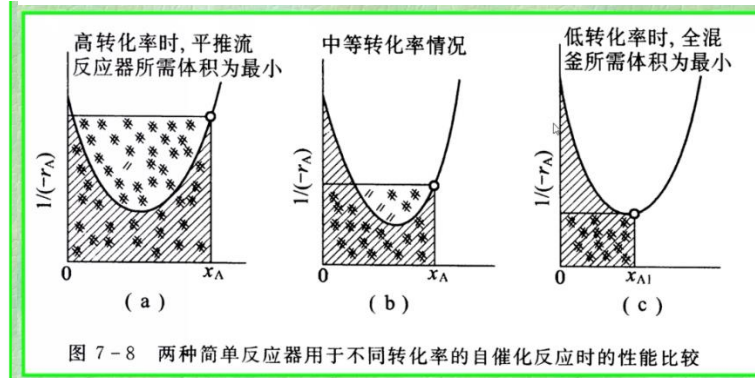 高转化率时, 平推流
反应器所需体积为最小
中等转化率情况
低转化率时, 全混
釜所需体积为最小
1/(-rA)
1/(-rA)
1/(-rA)
0
xA
0
xA
0
xA1
( a )
( b )
( c )
图 7-8 两种简单反应器用于不同转化率的自催化反应时的性能比较